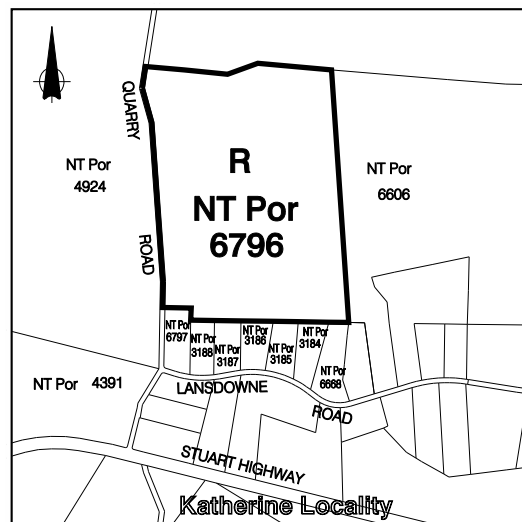 QUARRY
ROAD
NT Por
4924
R
NT Por
6796
NT Por
6606
NT Por
6797
NT Por
3188
NT Por
3187
NT Por
3186
NT Por
3185
NT Por
3184
NT Por
6668
NT Por 4391
LANSDOWNE
ROAD
STUART HIGHWAY
Katherine Locality